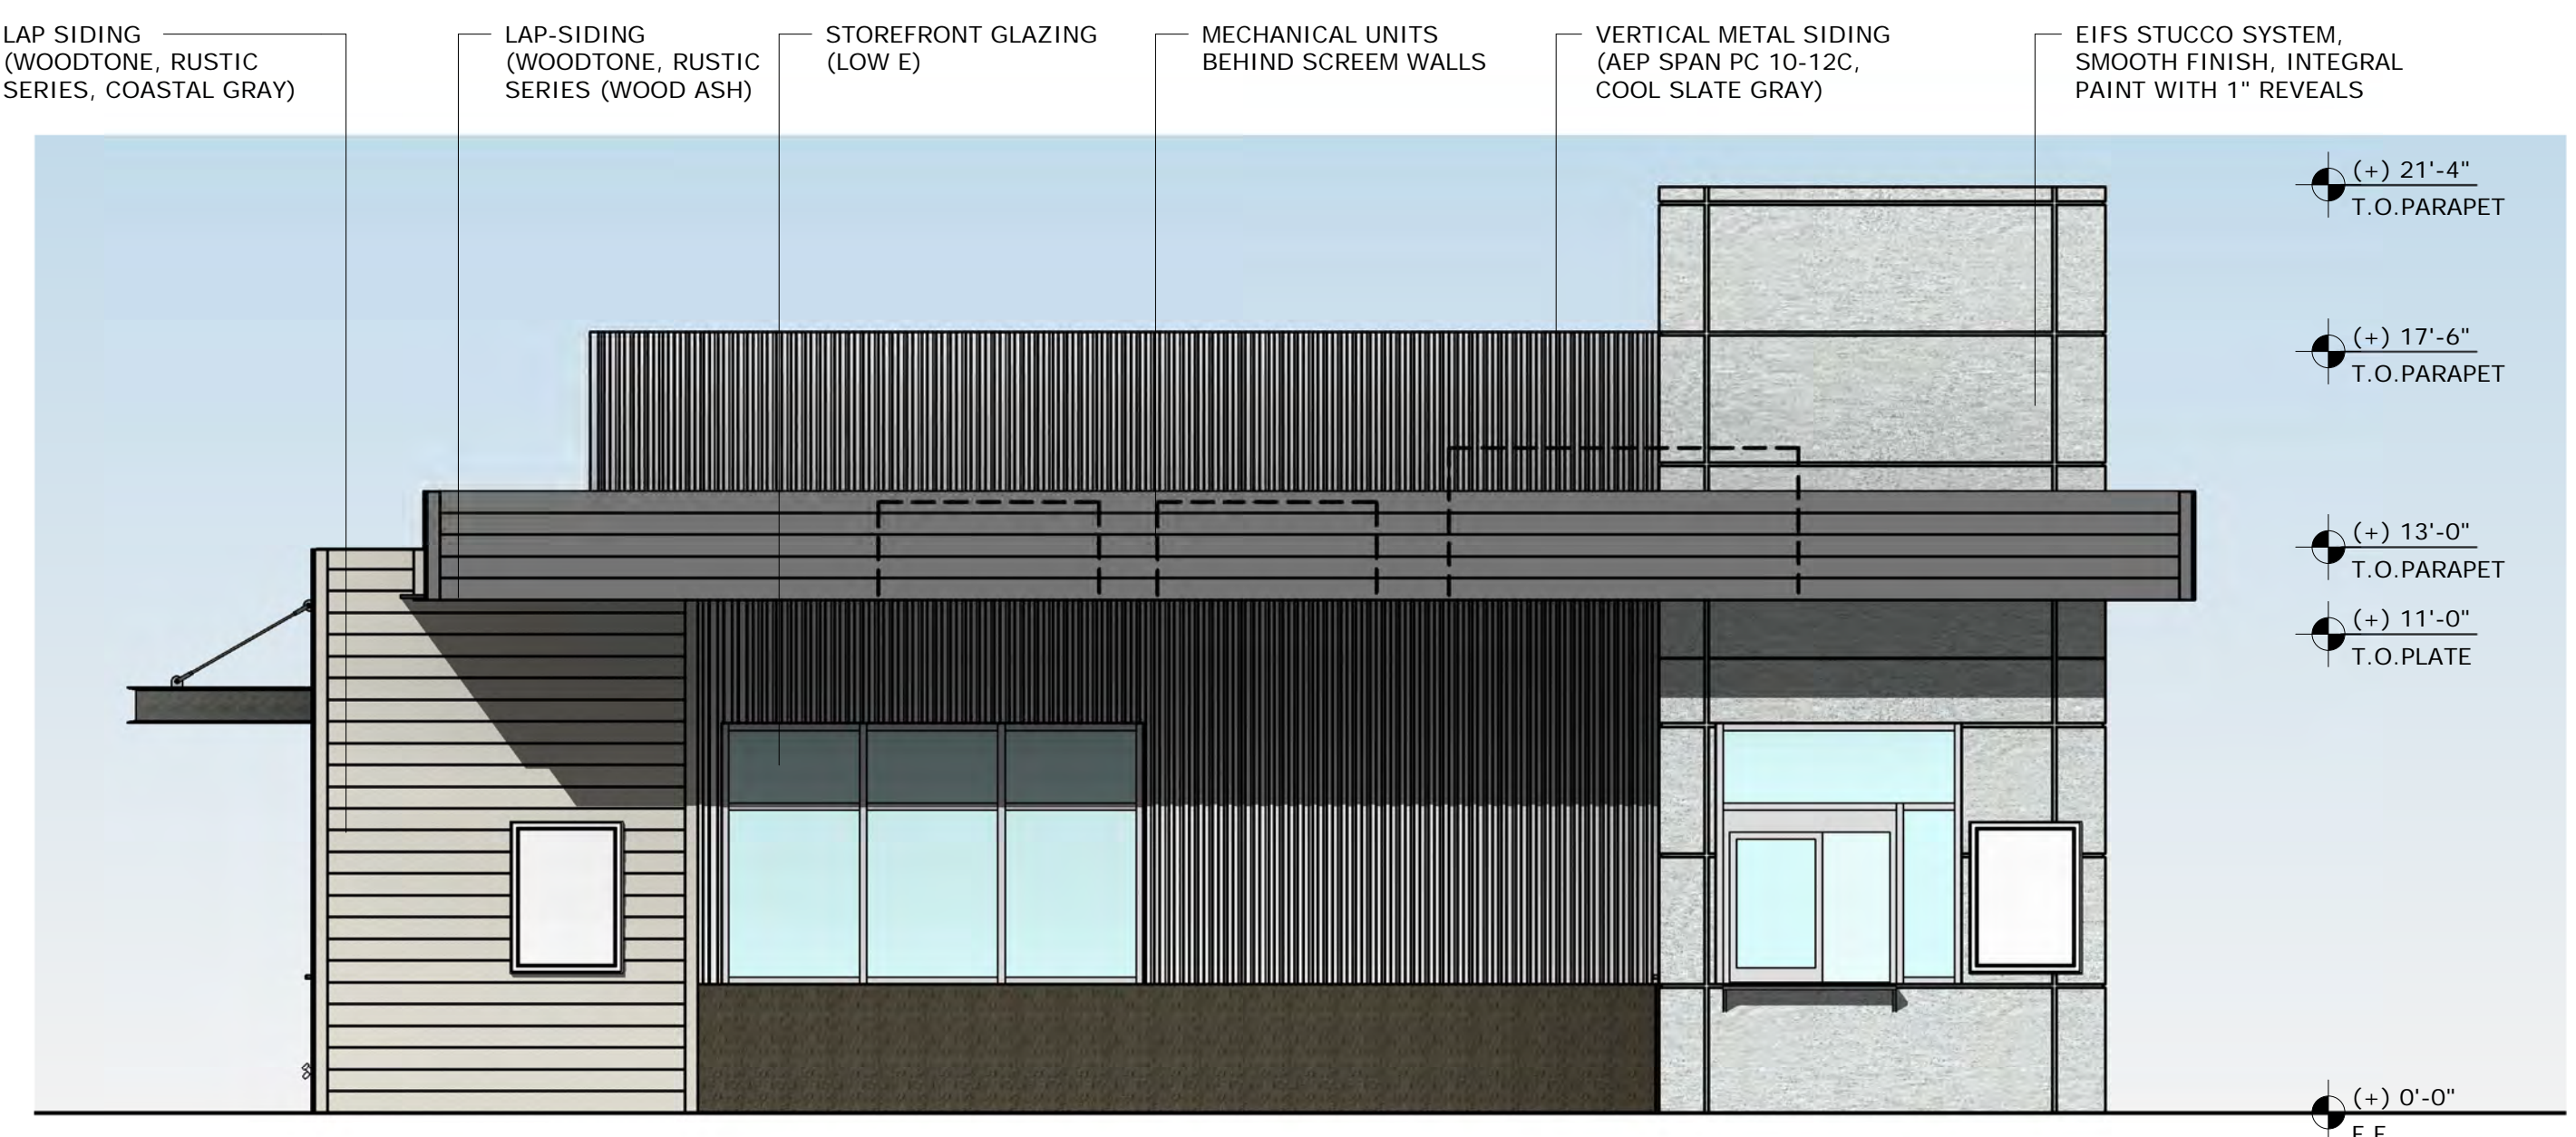 LAP SIDING
(WOODTONE, RUSTIC
SERIES, COASTAL GRAY)
LAP-SIDING
(WOODTONE, RUSTIC
SERIES (WOOD ASH)
STOREFRONT GLAZING
(LOW E)
MECHANICAL UNITS
BEHIND SCREEM WALLS
VERTICAL METAL SIDING
(AEP SPAN PC 10-12C,
COOL SLATE GRAY)
EIFS STUCCO SYSTEM,
SMOOTH FINISH, INTEGRAL
PAINT WITH 1" REVEALS
(+) 21'-4"
T.O.PARAPET
(+) 17'-6"
T.O.PARAPET
(+) 13'-0"
T.O.PARAPET
(+) 11'-0"
T.O.PLATE
(+) 0'-0"